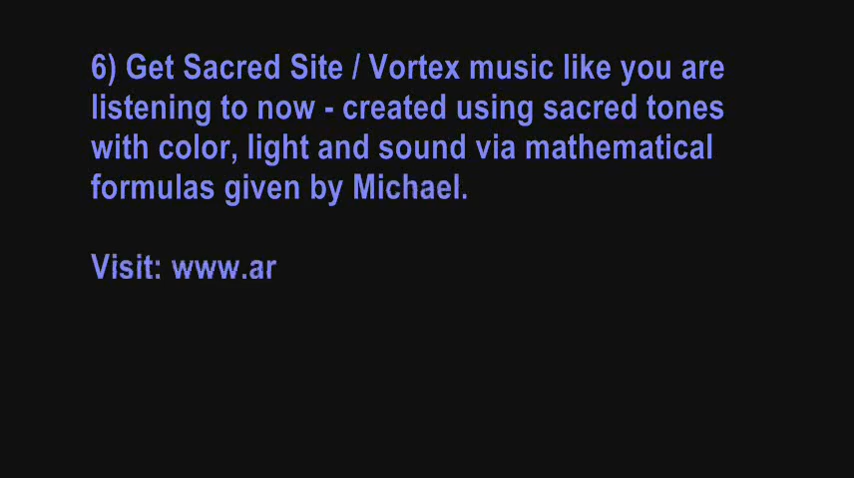 6) Get Sacred Site / Vortex music like you are
listening to now - created using sacred tones
with color, light and sound via mathematical
formulas given by Michael.
Visit: www.ar